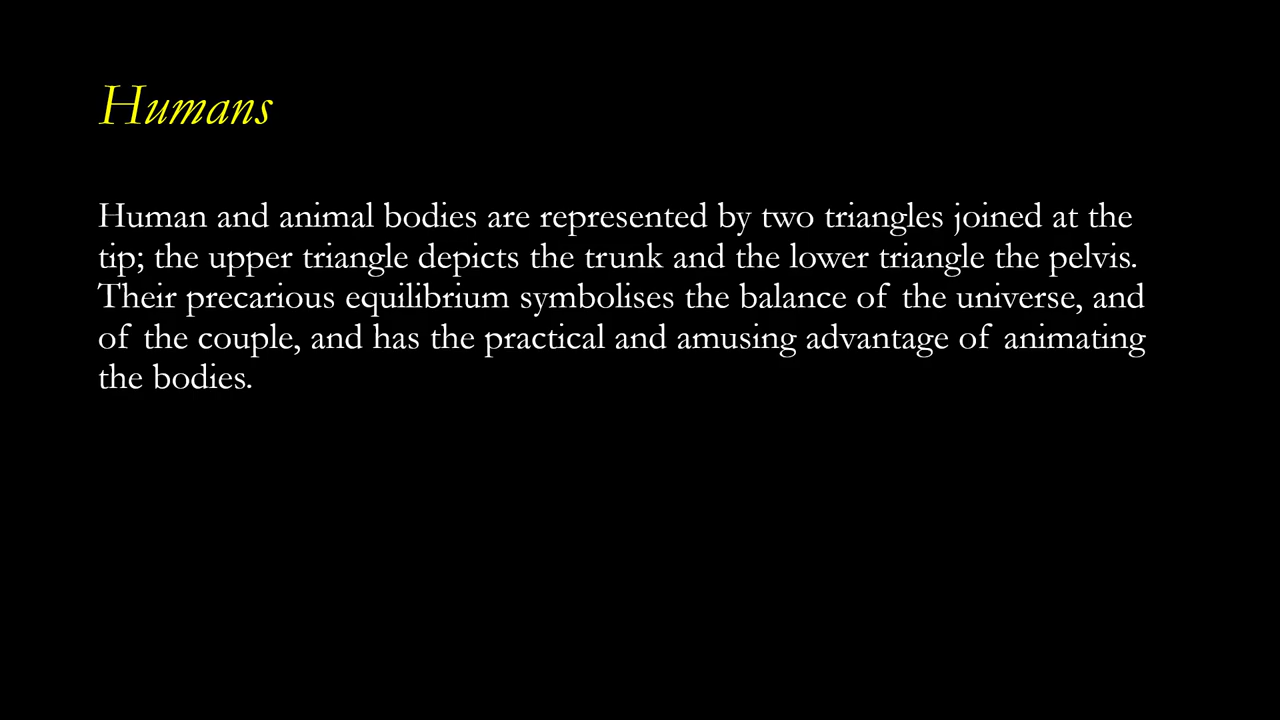 Humans
Human and animal bodies are represented by two triangles joined at the
tip; the upper triangle depicts the trunk and the lower triangle the pelvis.
Their precarious equilibrium symbolises the balance of the universe, and
of the couple, and has the practical and amusing advantage of animating
the bodies.